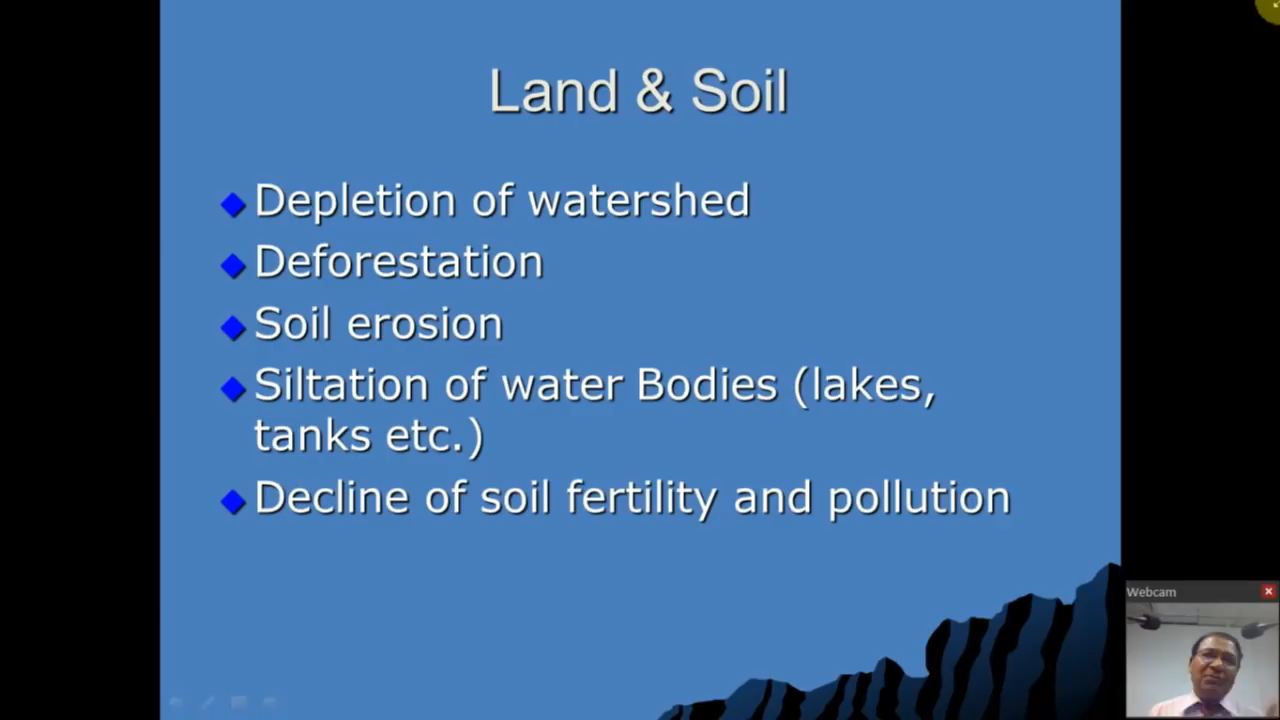 Land & Soil
Depletion of watershed
Deforestation
Soil erosion
Siltation of water Bodies (lakes,
tanks etc.)
Decline of soil fertility and pollution
Webcam